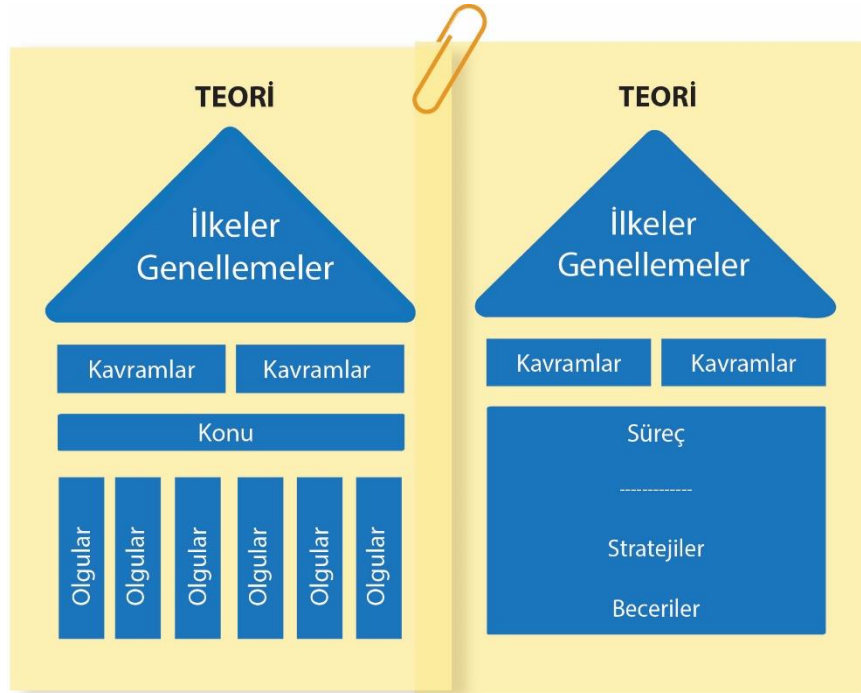 TEORİ
İlkeler
Genellemeler
Kavramlar
Kavramlar
Konu
Olgular
Olgular
Olgular
Olgular
Olgular
Olgular
TEORİ
İlkeler
Genellemeler
Kavramlar
Kavramlar
Süreç
-------------
Stratejiler
Beceriler